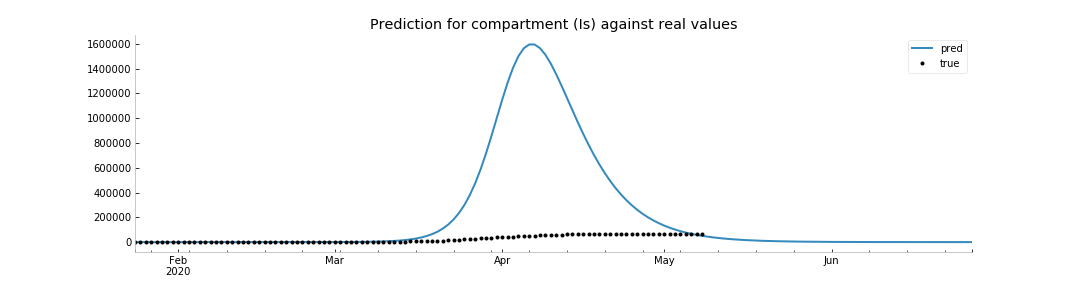 Prediction for compartment (Is) against real values
pred
true
1600000
1400000
1200000
1000000
800000
600000
400000
200000
0
Feb
2020
Mar
Apr
May
Jun